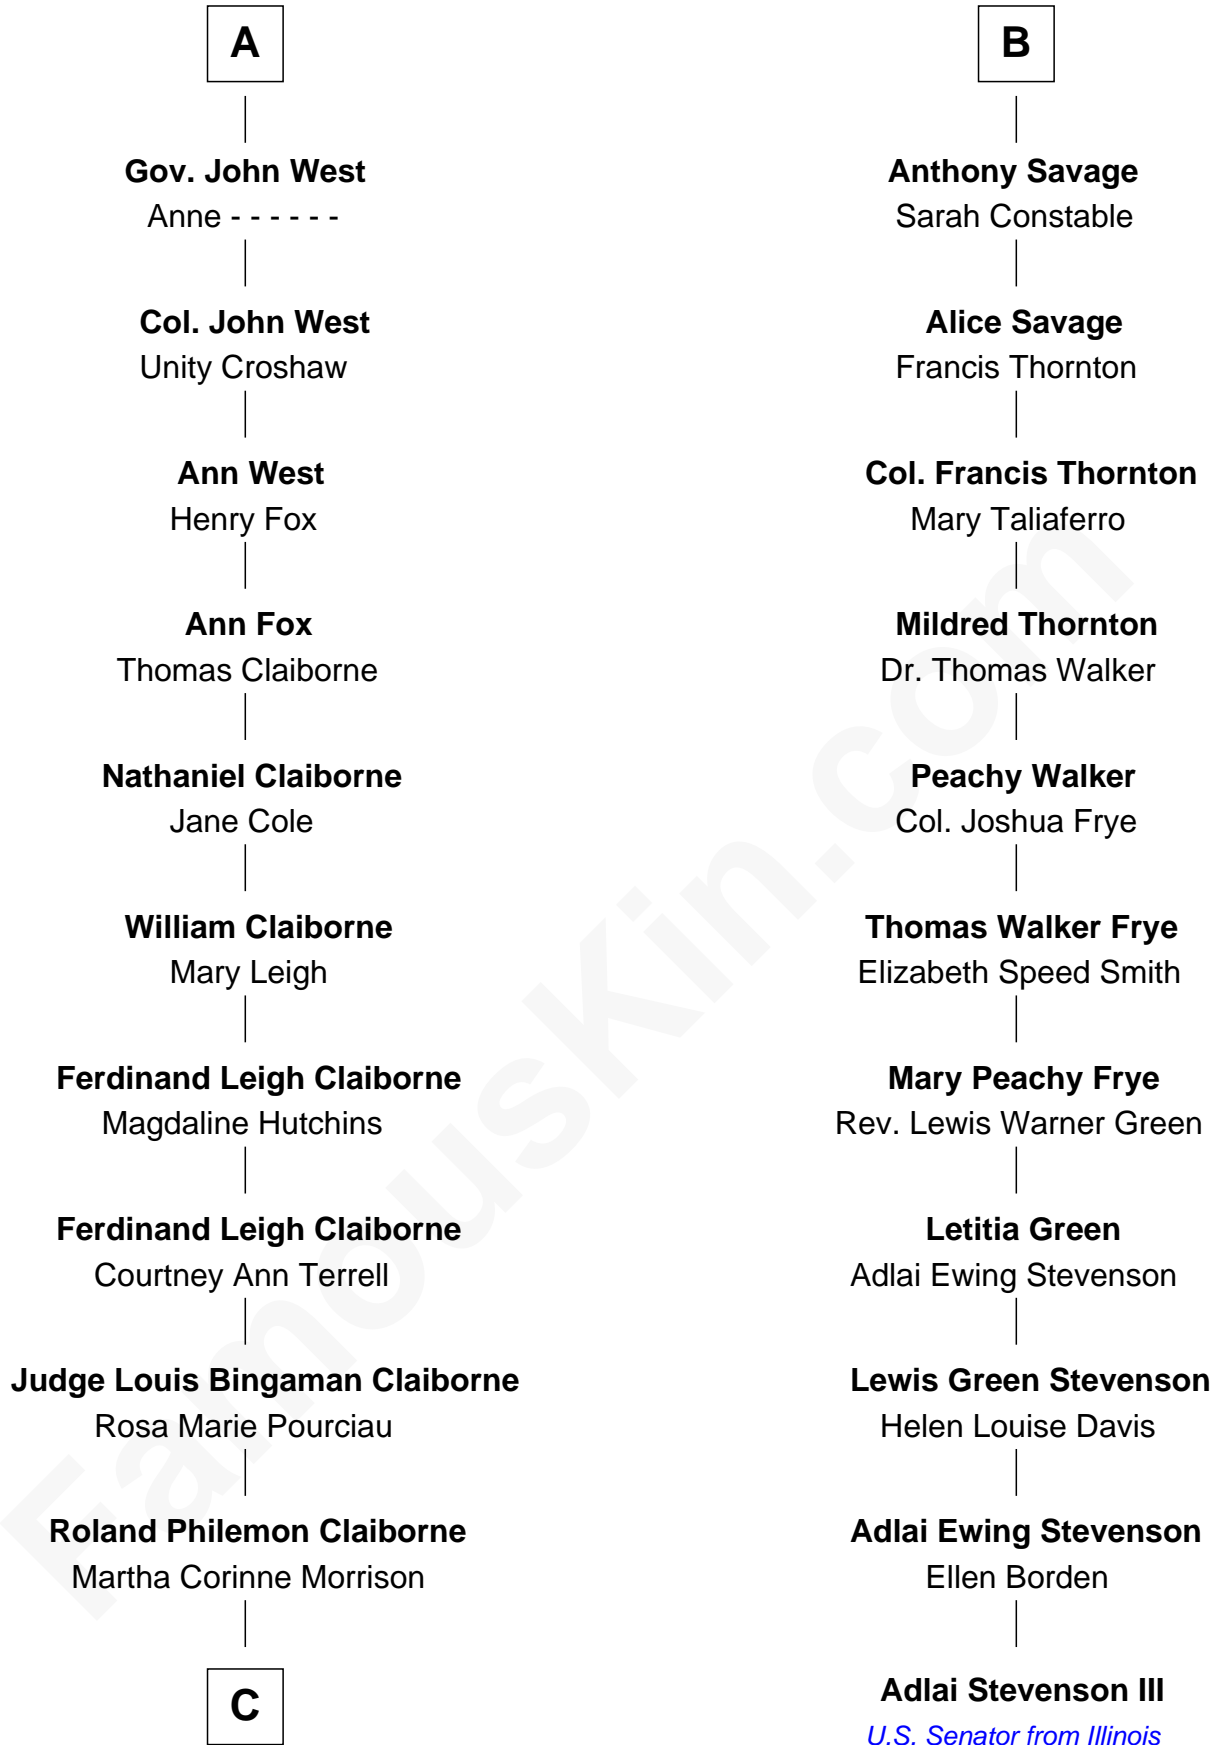 A
Gov. John West
Anne - - - - - -
Col. John West
Unity Croshaw
Ann West
Henry Fox
Ann Fox
Thomas Claiborne
Nathaniel Claiborne
Jane Cole
William Claiborne
Mary Leigh
Ferdinand Leigh Claiborne
Magdaline Hutchins
Ferdinand Leigh Claiborne
Courtney Ann Terrell
Judge Louis Bingaman Claiborne
Rosa Marie Pourciau
Roland Philemon Claiborne
Martha Corinne Morrison
C
B
Anthony Savage
Sarah Constable
Alice Savage
Francis Thornton
Col. Francis Thornton
Mary Taliaferro
Mildred Thornton
Dr. Thomas Walker
Peachy Walker
Col. Joshua Frye
Thomas Walker Frye
Elizabeth Speed Smith
Mary Peachy Frye
Rev. Lewis Warner Green
Letitia Green
Adlai Ewing Stevenson
Lewis Green Stevenson
Helen Louise Davis
Adlai Ewing Stevenson
Ellen Borden
Adlai Stevenson III
U.S. Senator from Illinois
FamousKin.com